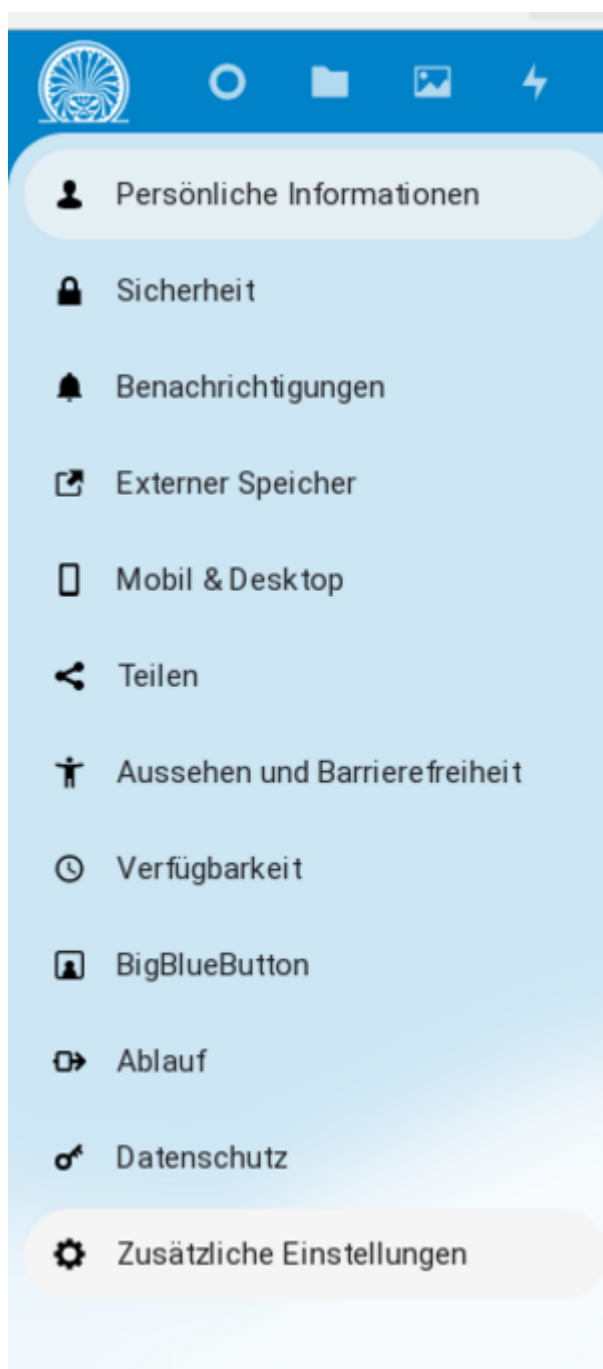 Persönliche Informationen
Sicherheit
Benachrichtigungen
Externer Speicher
Mobil & Desktop
Teilen
Aussehen und Barrierefreiheit
Verfügbarkeit
BigBlueButton
Ablauf
Datenschutz
Zusätzliche Einstellungen